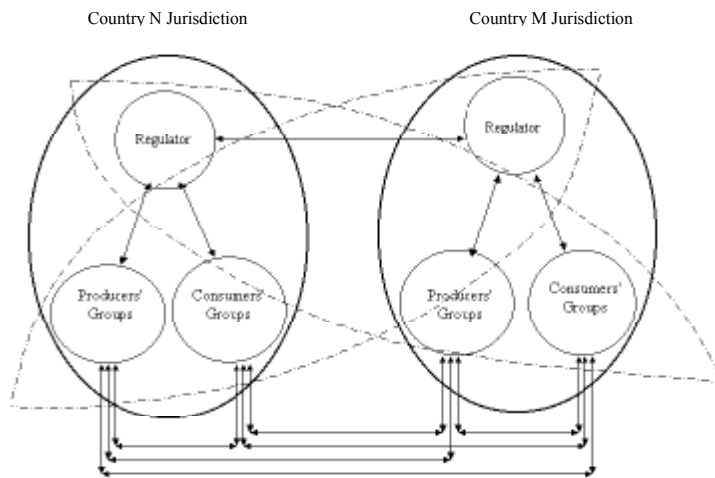 Country N Jurisdiction
Country M Jurisdiction
Regulator
Regulator
Producers'
Groups
Consumers'
Groups
Producers'
Groups
Consumers'
Groups